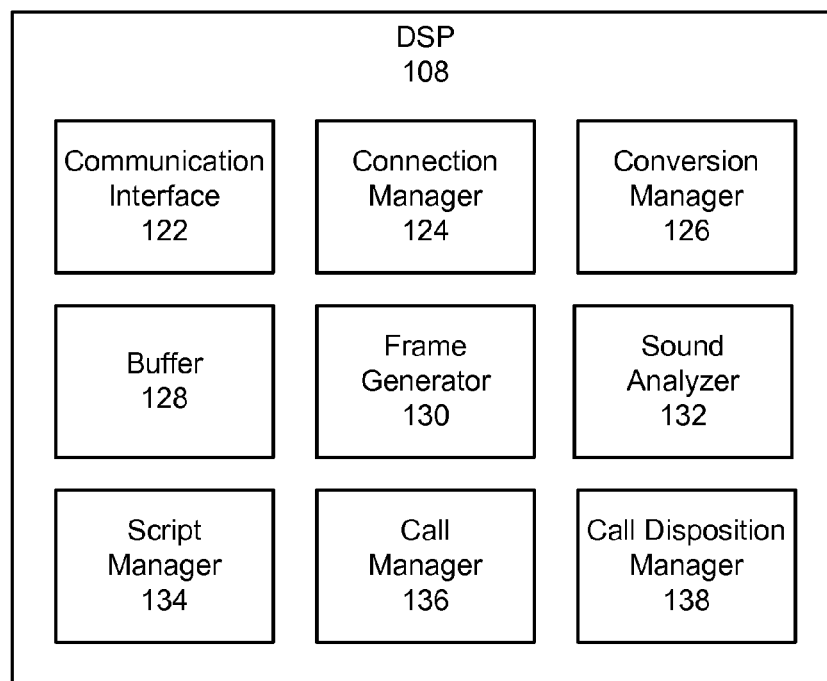 DSP
108
Communication
Interface
122
Connection
Manager
124
Conversion
Manager
126
Buffer
128
Frame
Generator
130
Sound
Analyzer
132
Script
Manager
134
Call
Manager
136
Call Disposition
Manager
138